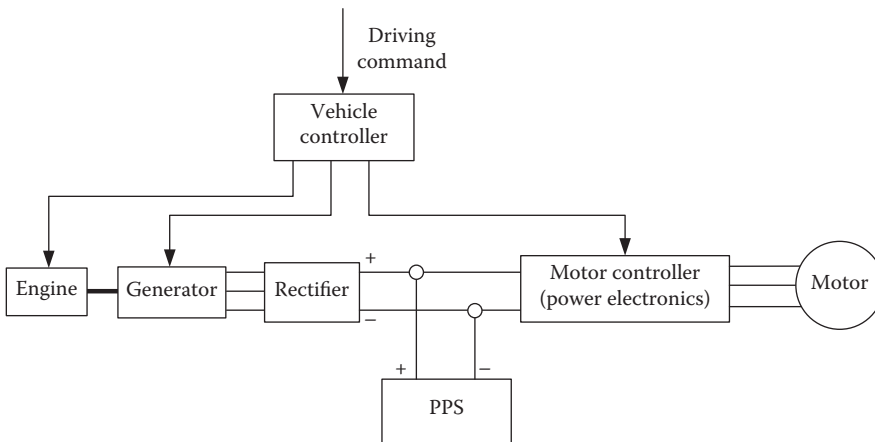 Driving
command
Vehicle
controller
Engine
Generator
Rectifier
+
−
Motor controller
(power electronics)
Motor
+
−
PPS